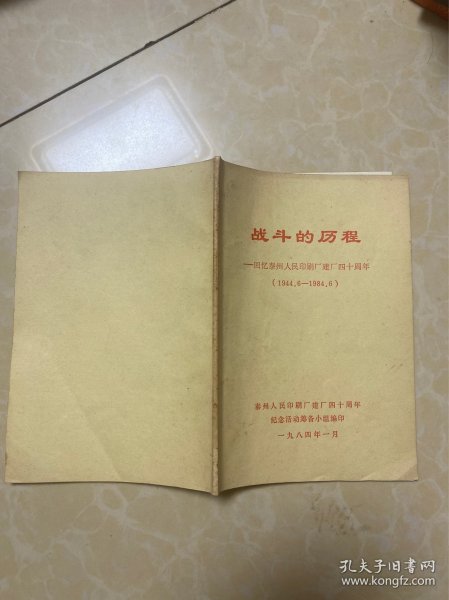 战斗的历程
——回忆泰州人民印刷厂建厂四十周年
(1944.6—1984.6)
泰州人民印刷厂建厂四十周年
纪念活动筹备小组编印
一九八四年一月
孔夫子旧书网
www.kongfz.com